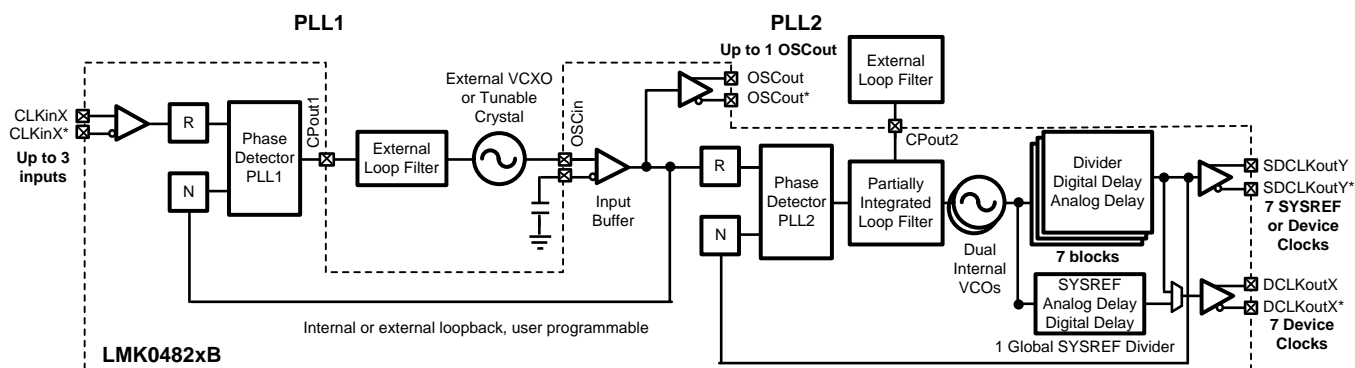 PLL1
PLL2
Up to 1 OSCout
External
Loop Filter
OSCout
OSCout*
External VCXO
or Tunable
Crystal
CLKinX
CLKinX*
Up to 3
inputs
R
N
Phase
Detector
PLL1
CPout1
External
Loop Filter
OSCin
Input
Buffer
R
N
Phase
Detector
PLL2
CPout2
Partially
Integrated
Loop Filter
Dual
Internal
VCOs
Divider
Digital Delay
Analog Delay
7 blocks
SYSREF
Analog Delay
Digital Delay
1 Global SYSREF Divider
SDCLKoutY
SDCLKoutY*
7 SYSREF
or Device
Clocks
DCLKoutX
DCLKoutX*
7 Device
Clocks
Internal or external loopback, user programmable
LMK0482xB